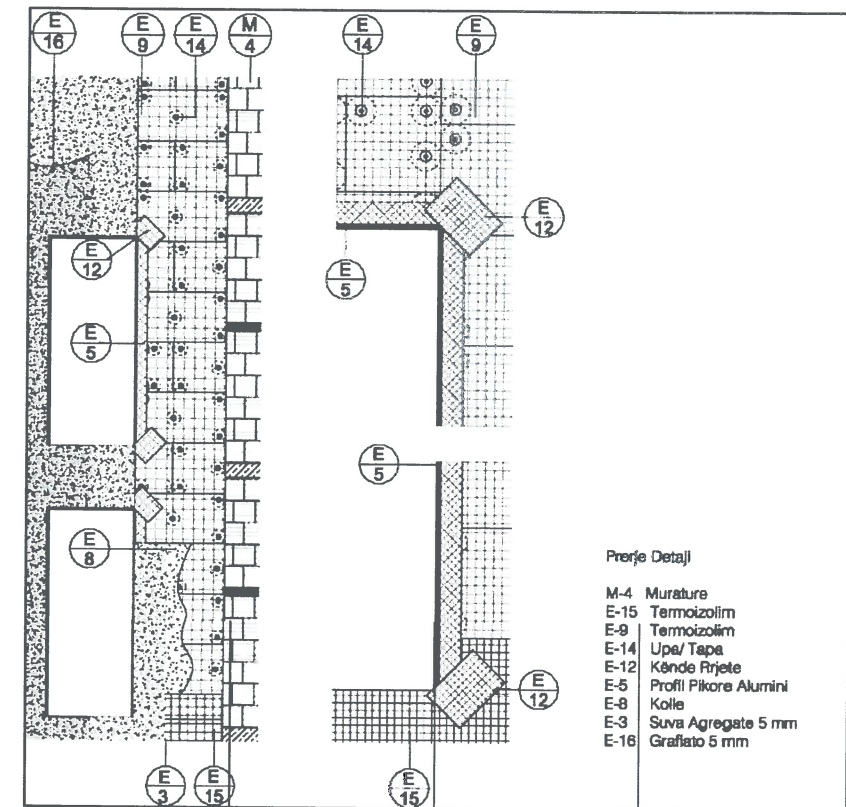 E 16
E 9
E 14
M 4
E 14
E 9
E 12
E 12
E 5
E 5
E 5
E 8
E 12
E 3
E 15
E 15
Prerje Detaji
M-4 Murature
E-15 Termoizolim
E-9 Termoizolim
E-14 Upa/ Tapa
E-12 Kënde Rrjete
E-5 Profil Pikore Alumini
E-8 Kolle
E-3 Suva Agregate 5 mm
E-16 Grafiato 5 mm